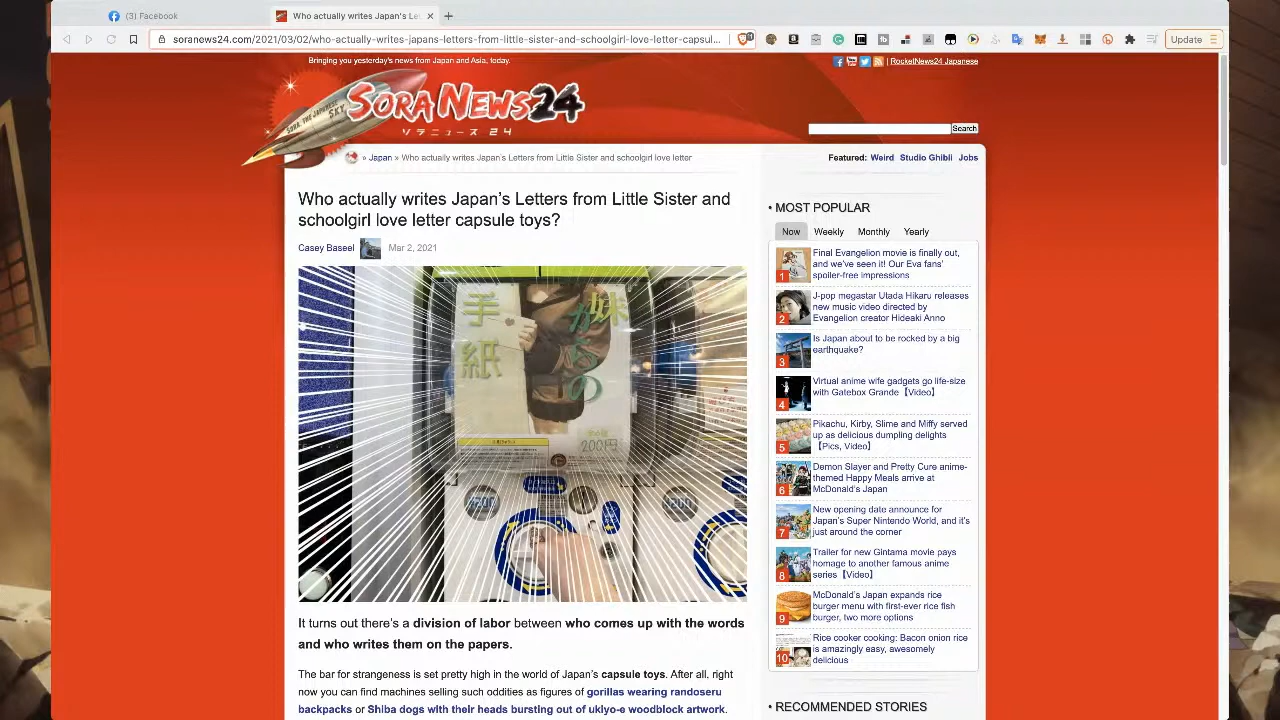 (3) Facebook
Who actually writes Japan's Let
soranews24.com/2021/03/02/who-actually-writes-japans-letters-from-little-sister-and-schoolgirl-love-letter-capsul...
Update
Bringing you yesterday's news from Japan and Asia, today.
RocketNews24 Japanese
SORA, THE JAPANESE SKY
SORA NEWS24
ソラニュース 24
Search
» Japan » Who actually writes Japan's Letters from Little Sister and schoolgirl love letter
Featured: Weird Studio Ghibli Jobs
Who actually writes Japan's Letters from Little Sister and
schoolgirl love letter capsule toys?
Casey Baseel Mar 2, 2021
手紙
妹からの
200円
It turns out there's a division of labor between who comes up with the words
and who writes them on the papers.
The bar for strangeness is set pretty high in the world of Japan's capsule toys. After all, right
now you can find machines selling such oddities as figures of gorillas wearing randoseru
backpacks or Shiba dogs with their heads bursting out of ukiyo-e woodblock artwork.
• MOST POPULAR
Now Weekly Monthly Yearly
1
Final Evangelion movie is finally out,
and we've seen it! Our Eva fans'
spoiler-free impressions
2
J-pop megastar Utada Hikaru releases
new music video directed by
Evangelion creator Hideaki Anno
3
Is Japan about to be rocked by a big
earthquake?
4
Virtual anime wife gadgets go life-size
with Gatebox Grande【Video】
5
Pikachu, Kirby, Slime and Miffy served
up as delicious dumpling delights
【Pics, Video】
6
Demon Slayer and Pretty Cure anime-
themed Happy Meals arrive at
McDonald's Japan
7
New opening date announce for
Japan's Super Nintendo World, and it's
just around the corner
8
Trailer for new Gintama movie pays
homage to another famous anime
series【Video】
9
McDonald's Japan expands rice
burger menu with first-ever rice fish
burger, two more options
10
Rice cooker cooking: Bacon onion rice
is amazingly easy, awesomely
delicious
• RECOMMENDED STORIES